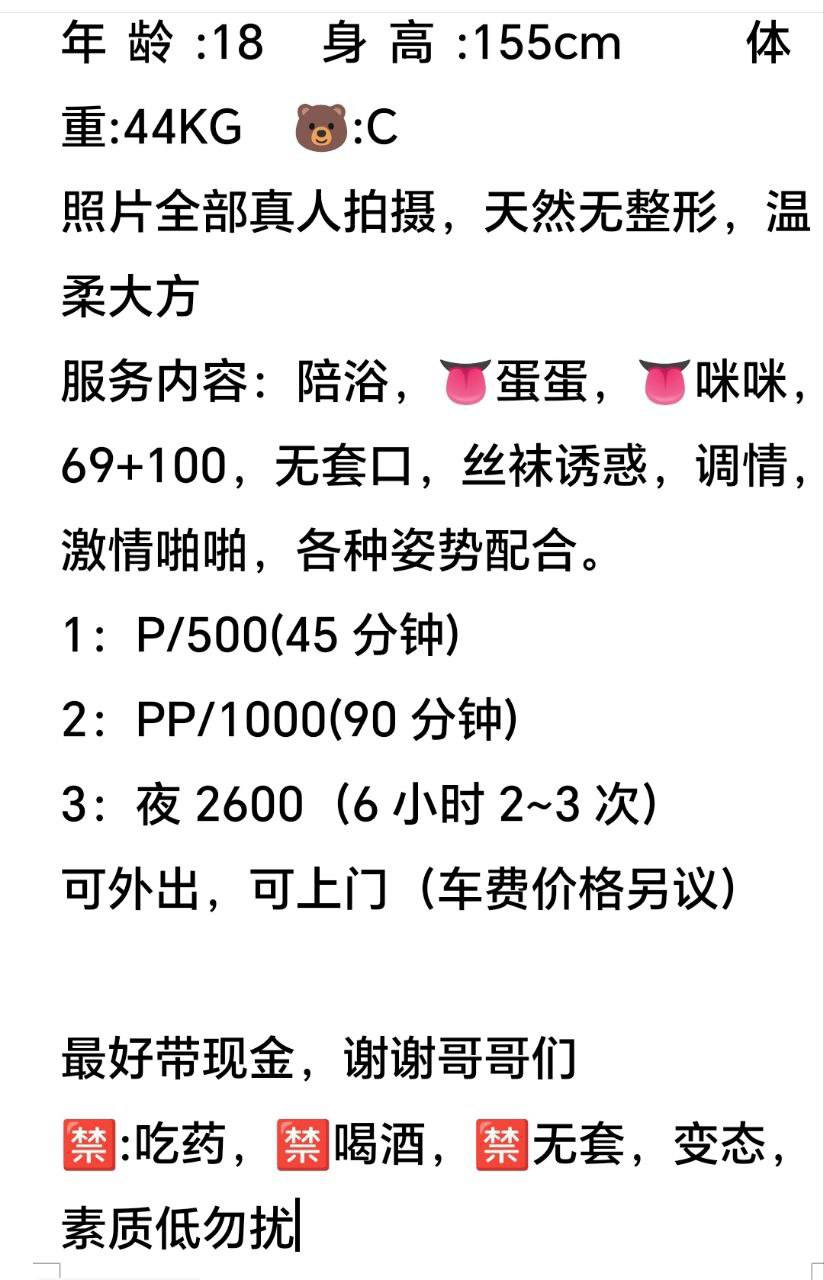 年 龄 :18 身 高 :155cm 体
重:44KG 🐻:C
照片全部真人拍摄，天然无整形，温
柔大方
服务内容：陪浴，👅蛋蛋，👅咪咪，
69+100，无套口，丝袜诱惑，调情，
激情啪啪，各种姿势配合。
1：P/500(45 分钟)
2：PP/1000(90 分钟)
3：夜 2600（6 小时 2~3 次）
可外出，可上门（车费价格另议）
最好带现金，谢谢哥哥们
🈲:吃药，🈲喝酒，🈲无套，变态，
素质低勿扰